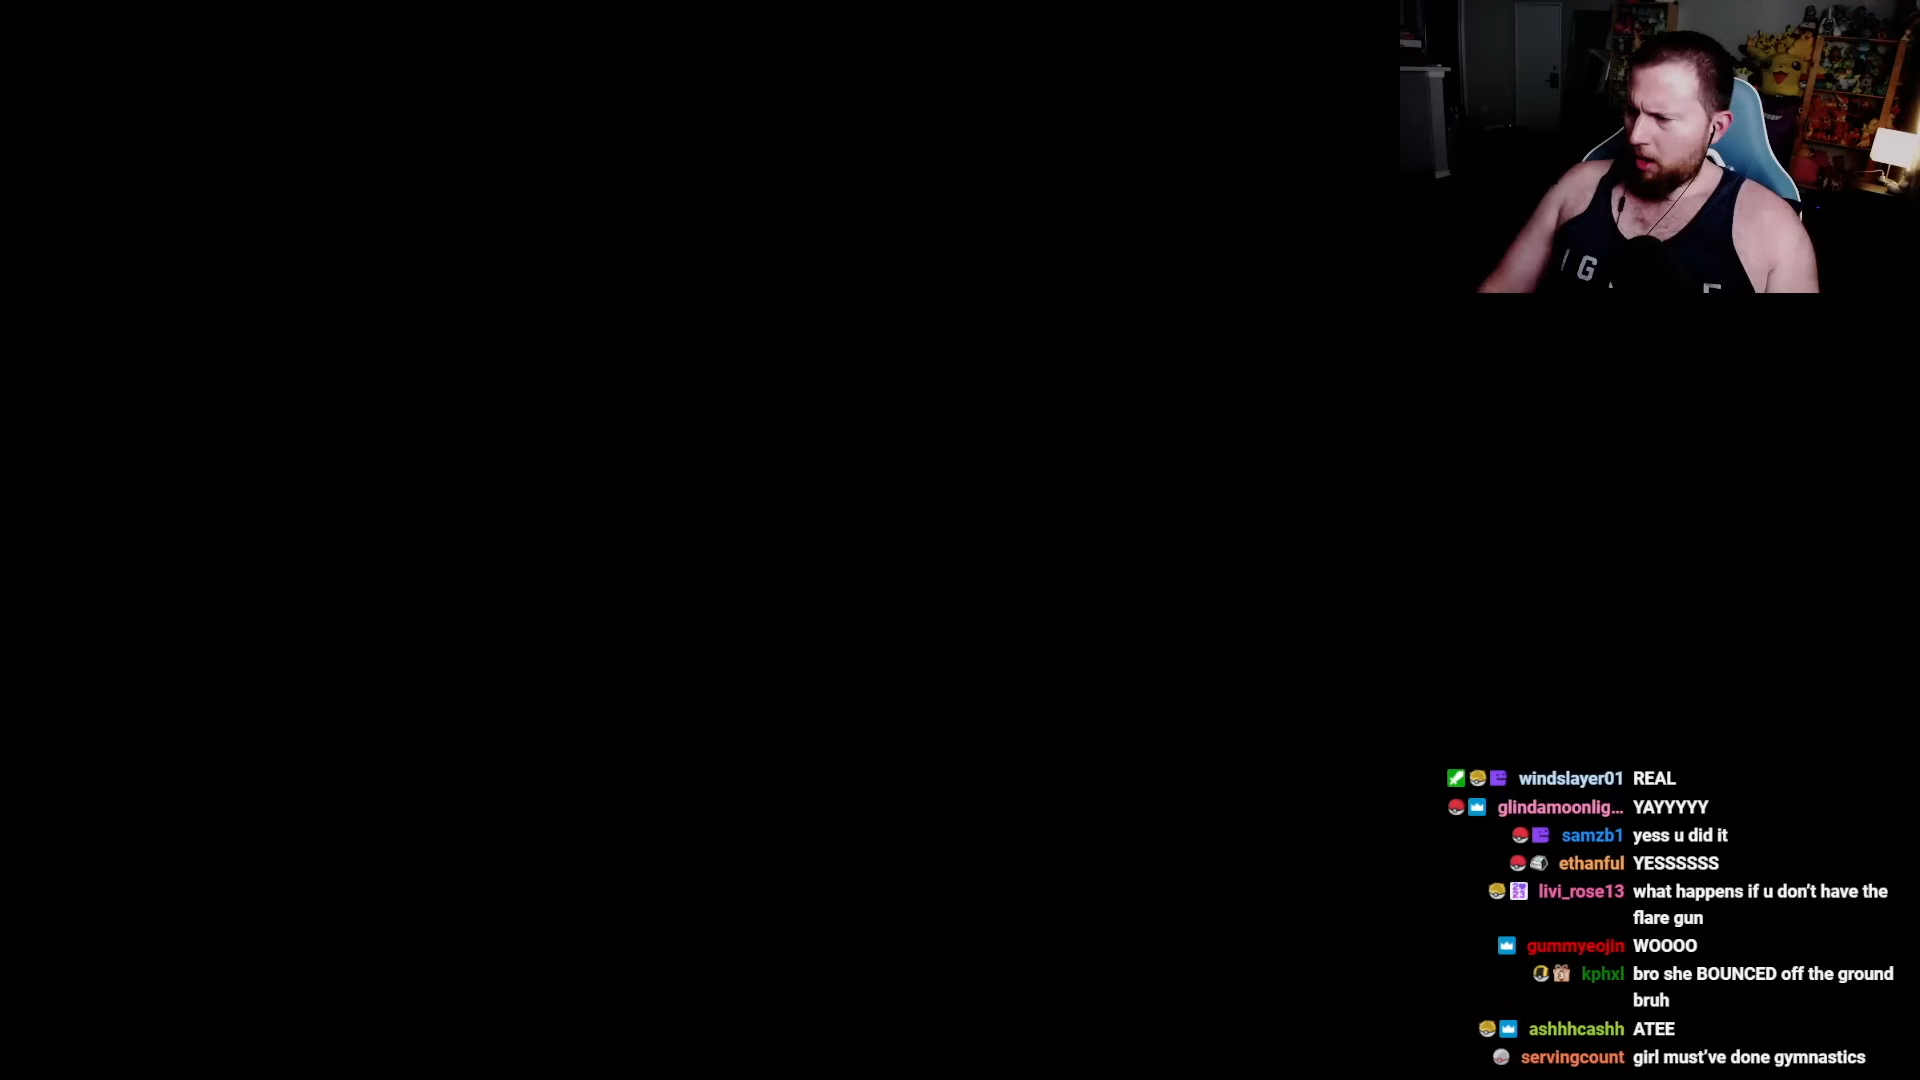 G
windslayer01 REAL
glindamoonlig... YAYYYYY
samzb1 yess u did it
ethanful YESSSSSS
livi_rose13 what happens if u don’t have the
flare gun
gummyeojin WOOOO
kphxl bro she BOUNCED off the ground
bruh
ashhhcashh ATEE
servingcount girl must’ve done gymnastics